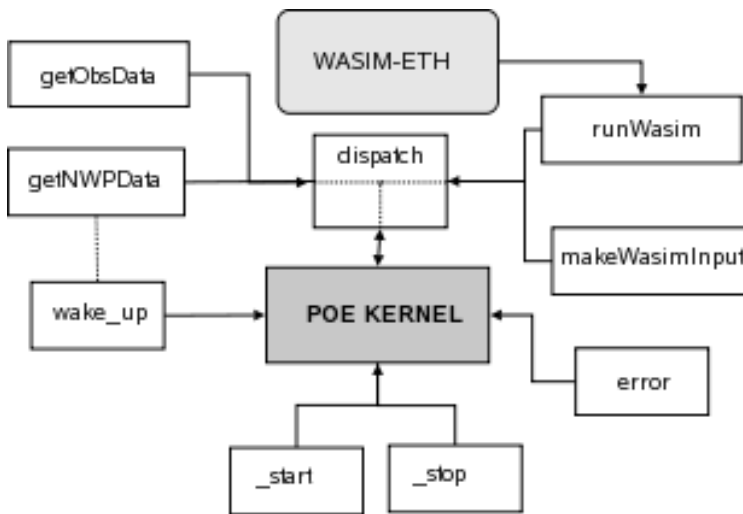 getObsData
WASIM-ETH
runWasim
dispatch
getNWPData
makeWasimInput
wake_up
POE KERNEL
error
_start
_stop